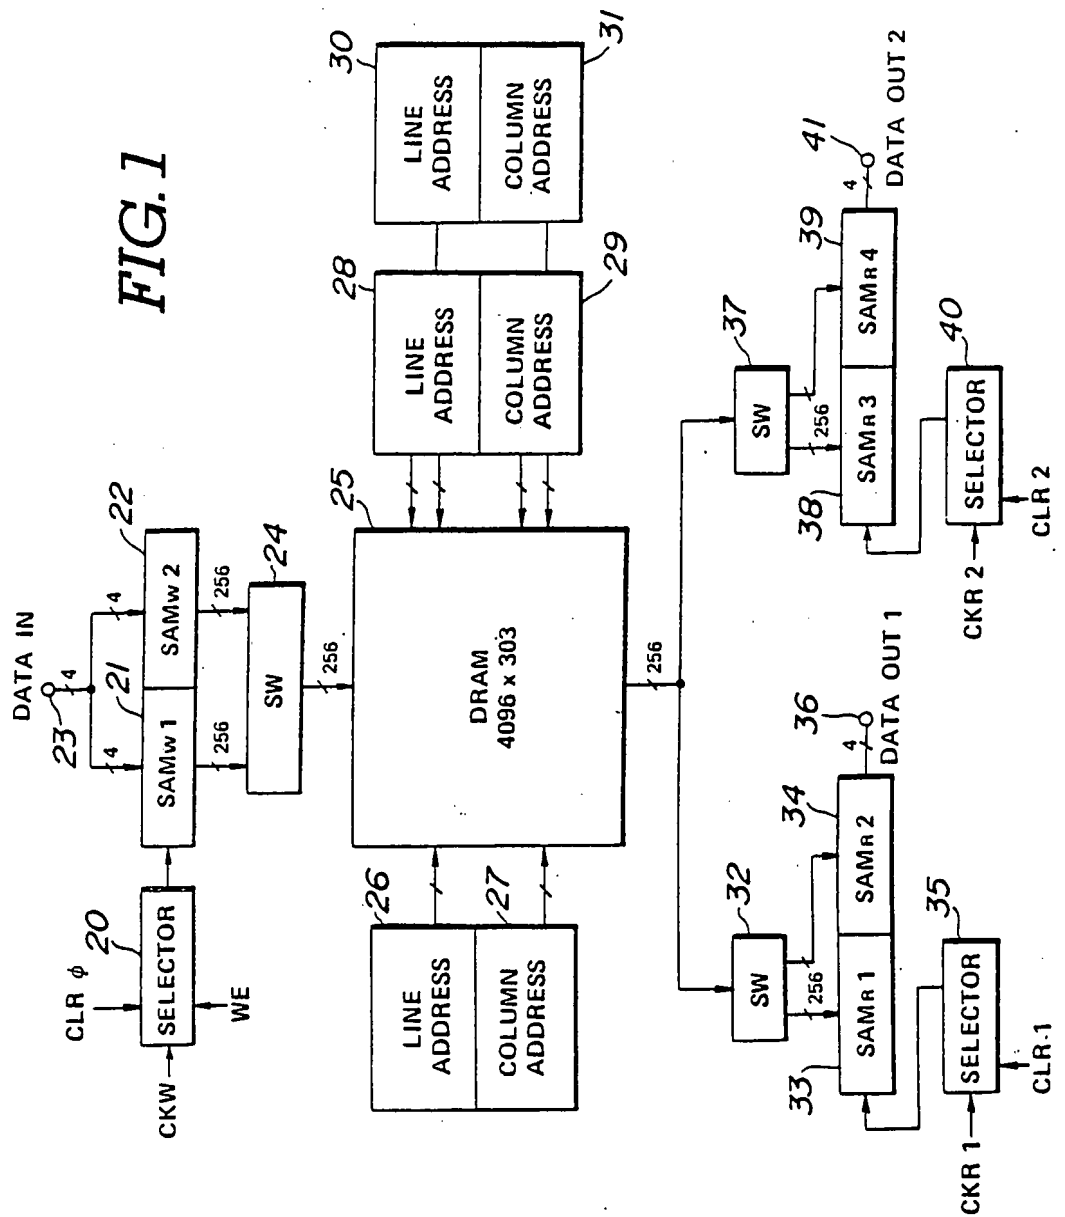 FIG. 1
DATA IN
23
4
4
4
CLR φ
20
SELECTOR
CKW
WE
21
SAMW 1
22
SAMW 2
256
256
24
SW
256
25
DRAM
4096 x 303
26
LINE
ADDRESS
27
COLUMN
ADDRESS
28
LINE
ADDRESS
29
COLUMN
ADDRESS
30
LINE
ADDRESS
31
COLUMN
ADDRESS
256
32
SW
256
33
SAMR 1
34
SAMR 2
4
36
DATA OUT 1
35
SELECTOR
CKR 1
CLR 1
37
SW
256
38
SAMR 3
39
SAMR 4
4
41
DATA OUT 2
40
SELECTOR
CKR 2
CLR 2